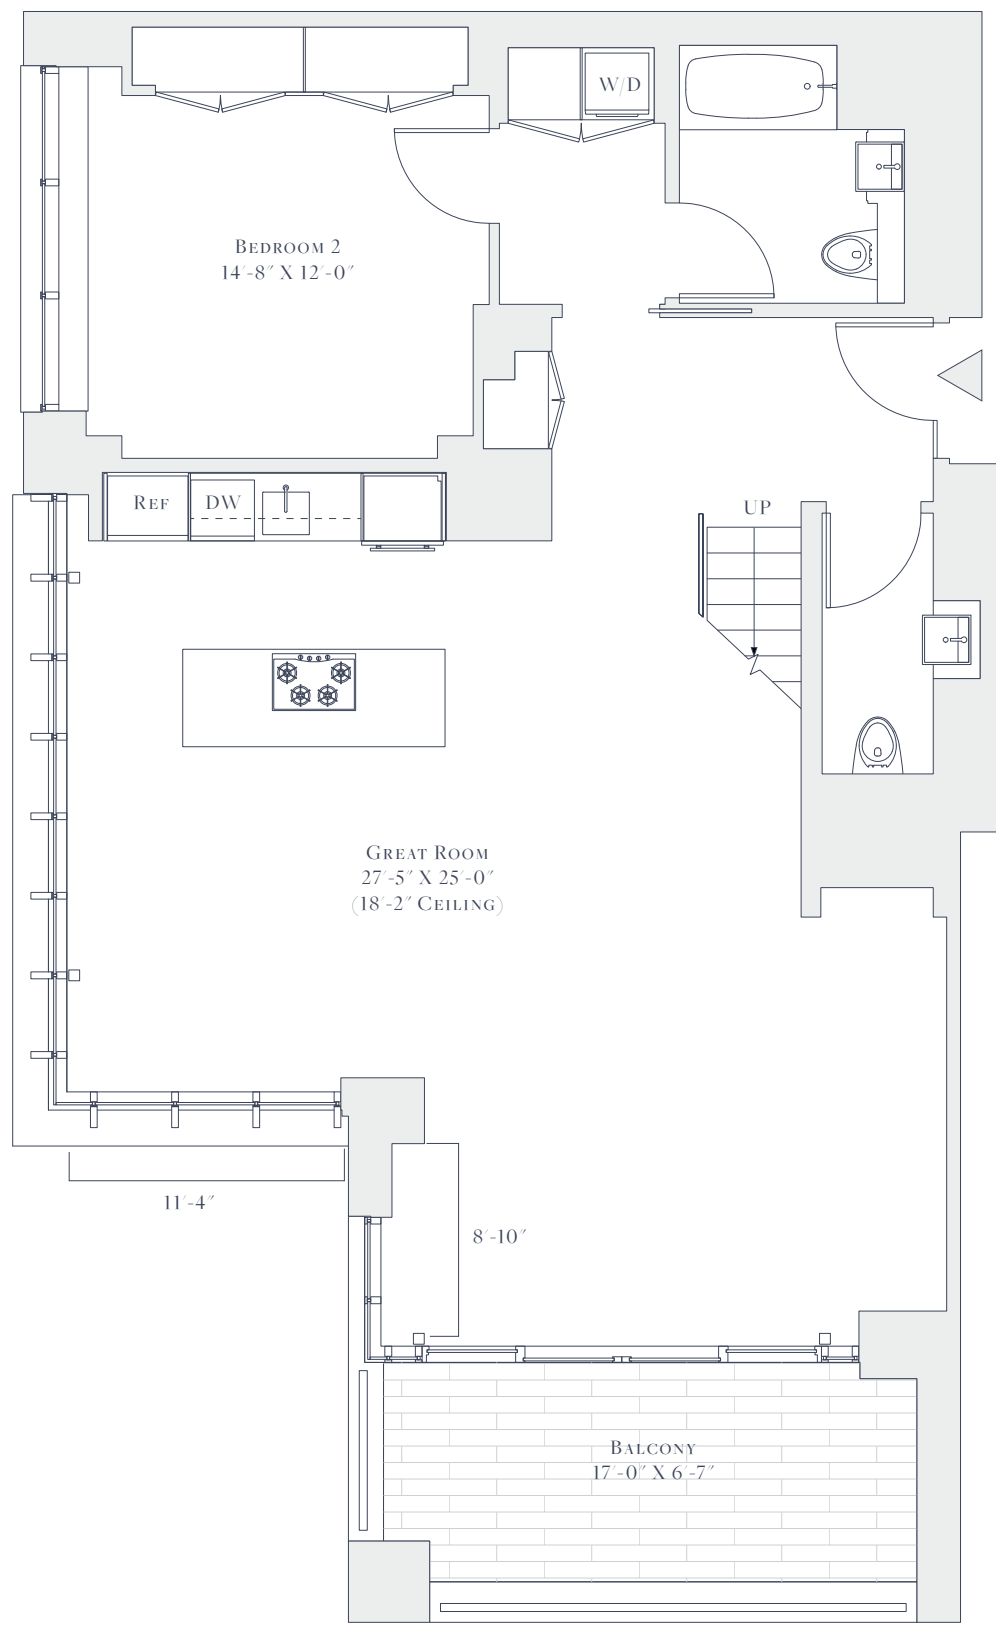 W/D
Bedroom 2
14'-8" X 12'-0"
Ref
DW
UP
Great Room
27'-5" X 25'-0"
(18'-2" Ceiling)
11'-4"
8'-10"
Balcony
17'-0" X 6'-7"